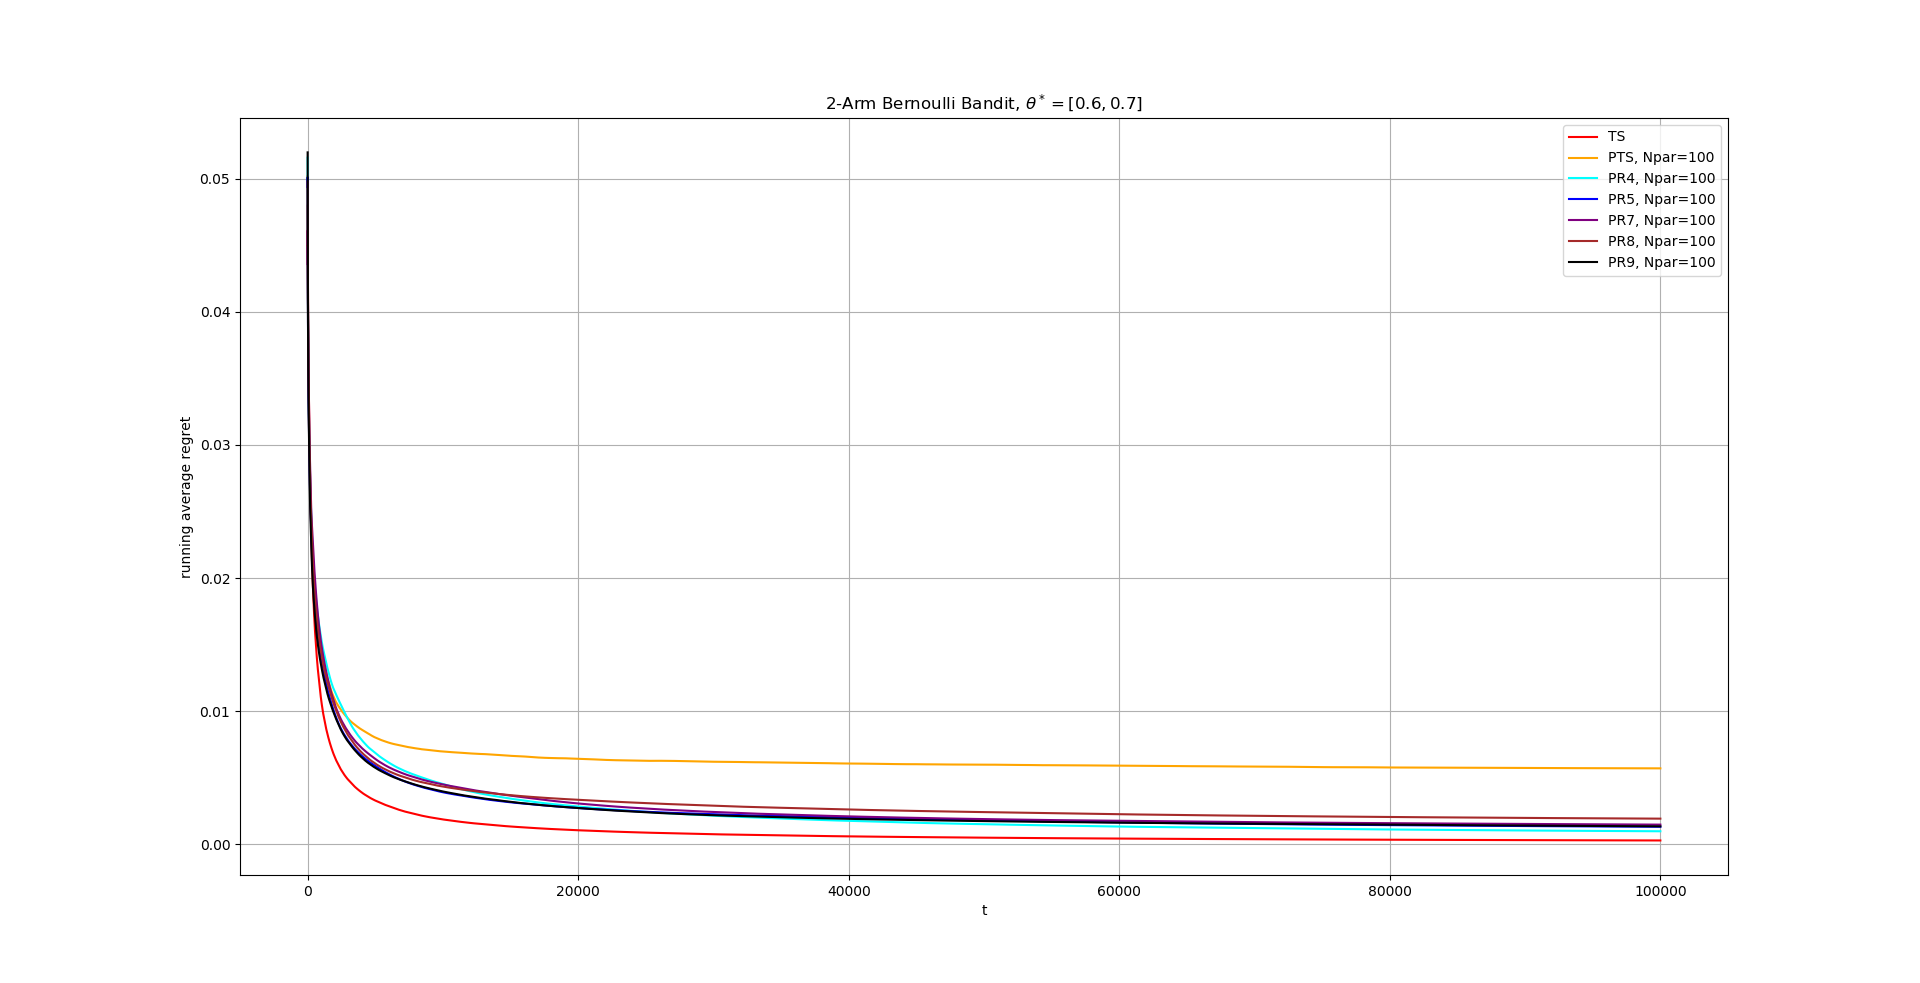 2-Arm Bernoulli Bandit, θ* = [0.6, 0.7]
TS
PTS, Npar=100
PR4, Npar=100
PR5, Npar=100
PR7, Npar=100
PR8, Npar=100
PR9, Npar=100
running average regret
0.05
0.04
0.03
0.02
0.01
0.00
0 20000 40000 60000 80000 100000
t